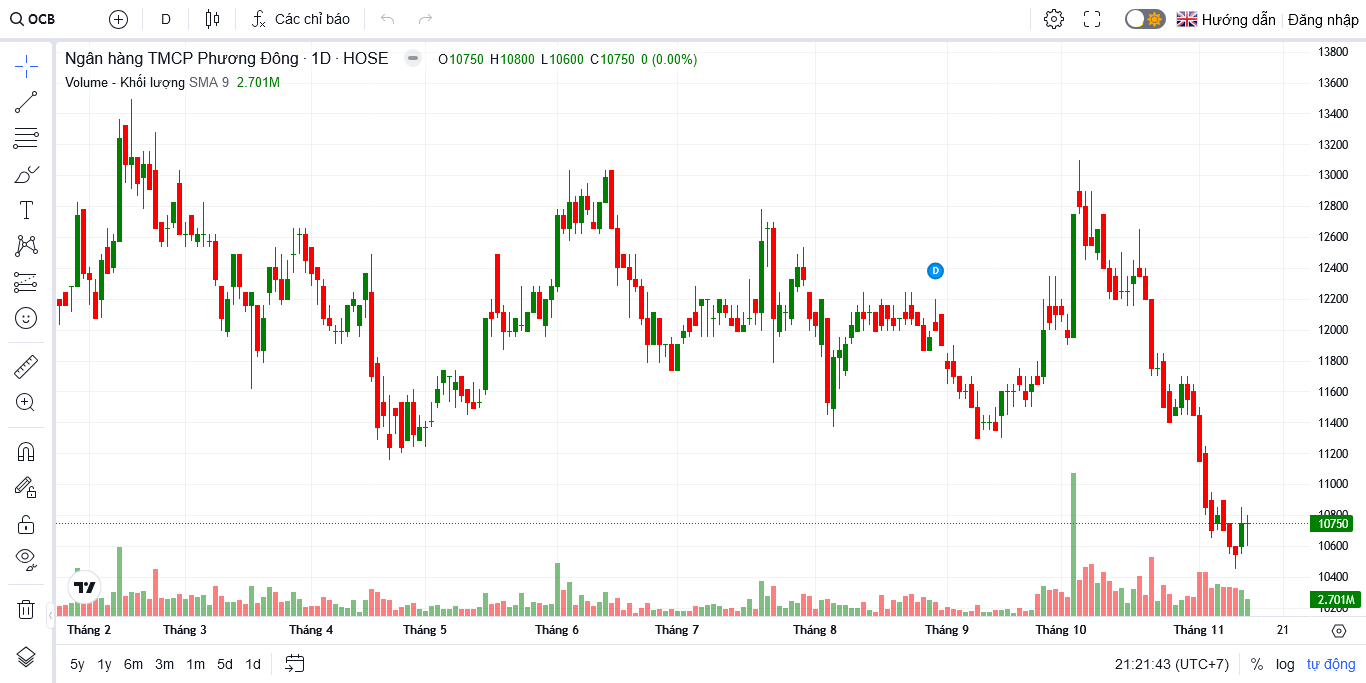 OCB D Các chỉ báo Hướng dẫn Đăng nhập
Ngân hàng TMCP Phương Đông · 1D · HOSE O10750 H10800 L10600 C10750 0 (0.00%)
Volume - Khối lượng SMA 9 2.701M
13800
13600
13400
13200
13000
12800
12600
12400
D
12200
12000
11800
11600
11400
11200
11000
10800
10750
10600
10400
2.701M
10200
Tháng 2 Tháng 3 Tháng 4 Tháng 5 Tháng 6 Tháng 7 Tháng 8 Tháng 9 Tháng 10 Tháng 11 21
5y 1y 6m 3m 1m 5d 1d 21:21:43 (UTC+7) % log tự động